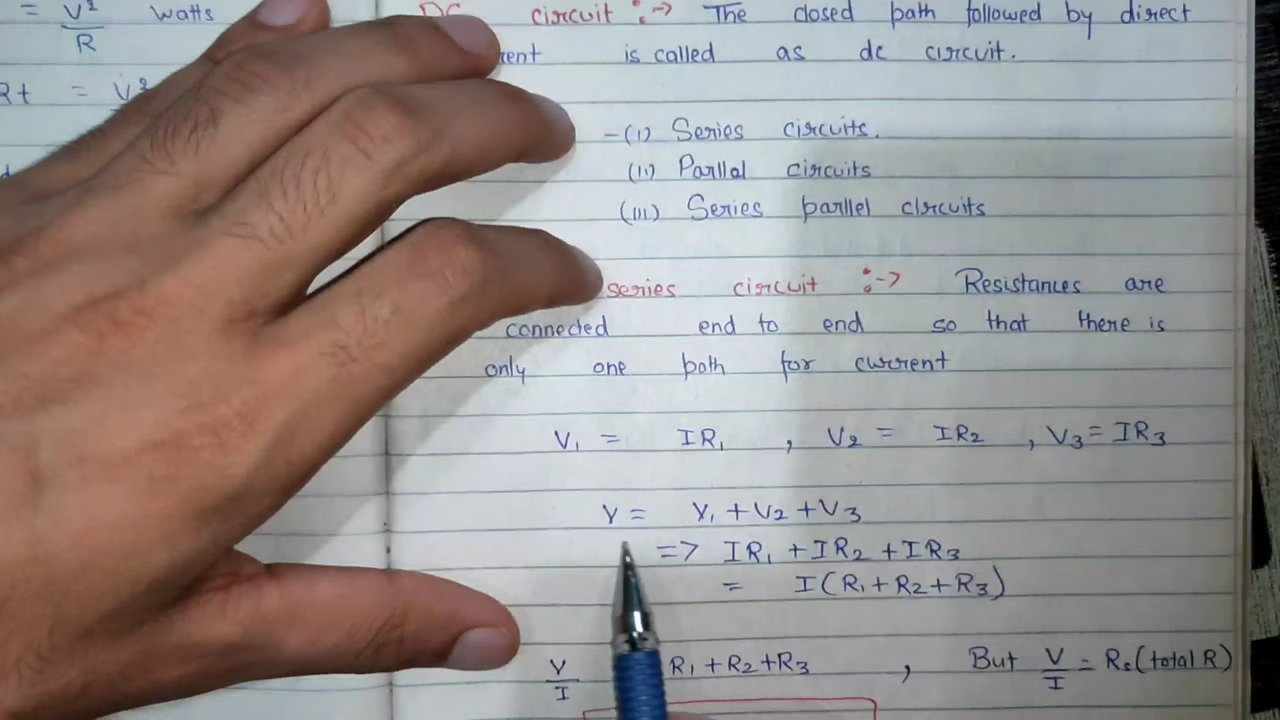 = V² Watts
R
DC circuit :→ The closed path followed by direct
is called as dc circuit.
-(i) Series circuits.
(ii) Parllal circuits
(iii) Series parllel circuits
series circuit :→ Resistances are
connected end to end so that there is
only one path for current
V₁ = IR₁ , V₂ = IR₂ , V₃ = IR₃
V = V₁ + V₂ + V₃
=> IR₁ + IR₂ + IR₃
= I(R₁ + R₂ + R₃)
V/I R₁ + R₂ + R₃ , But V/I = Rs (total R)